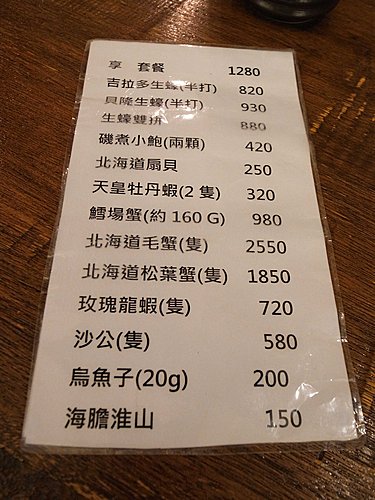 享 套餐 1280
吉拉多生蠔(半打) 820
貝隆生蠔(半打) 930
生蠔雙拼 880
磯煮小鮑(兩顆) 420
北海道扇貝 250
天皇牡丹蝦(2 隻) 320
鱈場蟹(約 160 G) 980
北海道毛蟹(隻) 2550
北海道松葉蟹(隻) 1850
玫瑰龍蝦(隻) 720
沙公(隻) 580
烏魚子(20g) 200
海膽淮山 150